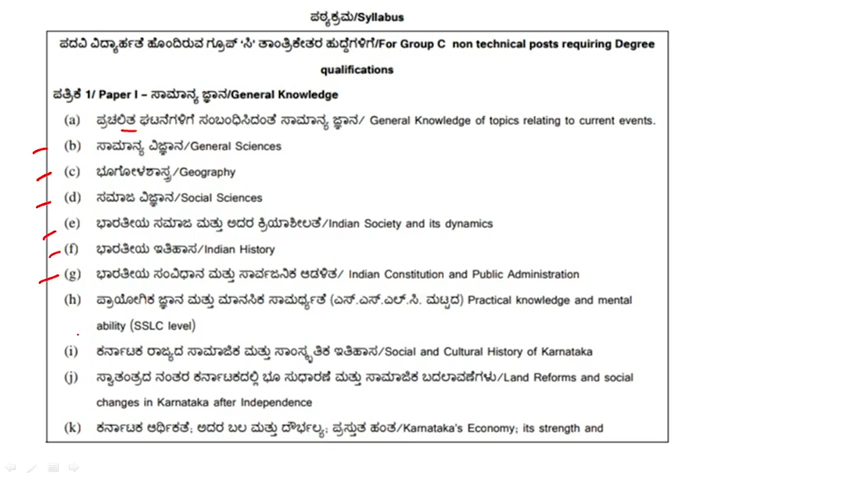 ಪಠ್ಯಕ್ರಮ/Syllabus
ಪದವಿ ವಿದ್ಯಾರ್ಹತೆ ಹೊಂದಿರುವ ಗ್ರೂಪ್ ‘ಸಿ’ ತಾಂತ್ರಿಕೇತರ ಹುದ್ದೆಗಳಿಗೆ/For Group C non technical posts requiring Degree
qualifications
ಪತ್ರಿಕೆ 1/ Paper I – ಸಾಮಾನ್ಯ ಜ್ಞಾನ/General Knowledge
(a) ಪ್ರಚಲಿತ ಘಟನೆಗಳಿಗೆ ಸಂಬಂಧಿಸಿದಂತೆ ಸಾಮಾನ್ಯ ಜ್ಞಾನ/ General Knowledge of topics relating to current events.
(b) ಸಾಮಾನ್ಯ ವಿಜ್ಞಾನ/General Sciences
(c) ಭೂಗೋಳಶಾಸ್ತ್ರ/Geography
(d) ಸಮಾಜ ವಿಜ್ಞಾನ/Social Sciences
(e) ಭಾರತೀಯ ಸಮಾಜ ಮತ್ತು ಅದರ ಕ್ರಿಯಾಶೀಲತೆ/Indian Society and its dynamics
(f) ಭಾರತೀಯ ಇತಿಹಾಸ/Indian History
(g) ಭಾರತೀಯ ಸಂವಿಧಾನ ಮತ್ತು ಸಾರ್ವಜನಿಕ ಆಡಳಿತ/ Indian Constitution and Public Administration
(h) ಪ್ರಾಯೋಗಿಕ ಜ್ಞಾನ ಮತ್ತು ಮಾನಸಿಕ ಸಾಮರ್ಥ್ಯತೆ (ಎಸ್.ಎಸ್.ಎಲ್.ಸಿ. ಮಟ್ಟದ) Practical knowledge and mental
ability (SSLC level)
(i) ಕರ್ನಾಟಕ ರಾಜ್ಯದ ಸಾಮಾಜಿಕ ಮತ್ತು ಸಾಂಸ್ಕೃತಿಕ ಇತಿಹಾಸ/Social and Cultural History of Karnataka
(j) ಸ್ವಾತಂತ್ರದ ನಂತರ ಕರ್ನಾಟಕದಲ್ಲಿ ಭೂ ಸುಧಾರಣೆ ಮತ್ತು ಸಾಮಾಜಿಕ ಬದಲಾವಣೆಗಳು/Land Reforms and social
changes in Karnataka after Independence
(k) ಕರ್ನಾಟಕ ಆರ್ಥಿಕತೆ; ಅದರ ಬಲ ಮತ್ತು ದೌರ್ಭಲ್ಯ; ಪ್ರಸ್ತುತ ಹಂತ/Karnataka's Economy; its strength and